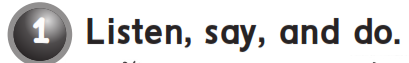 1 Listen, say, and do.